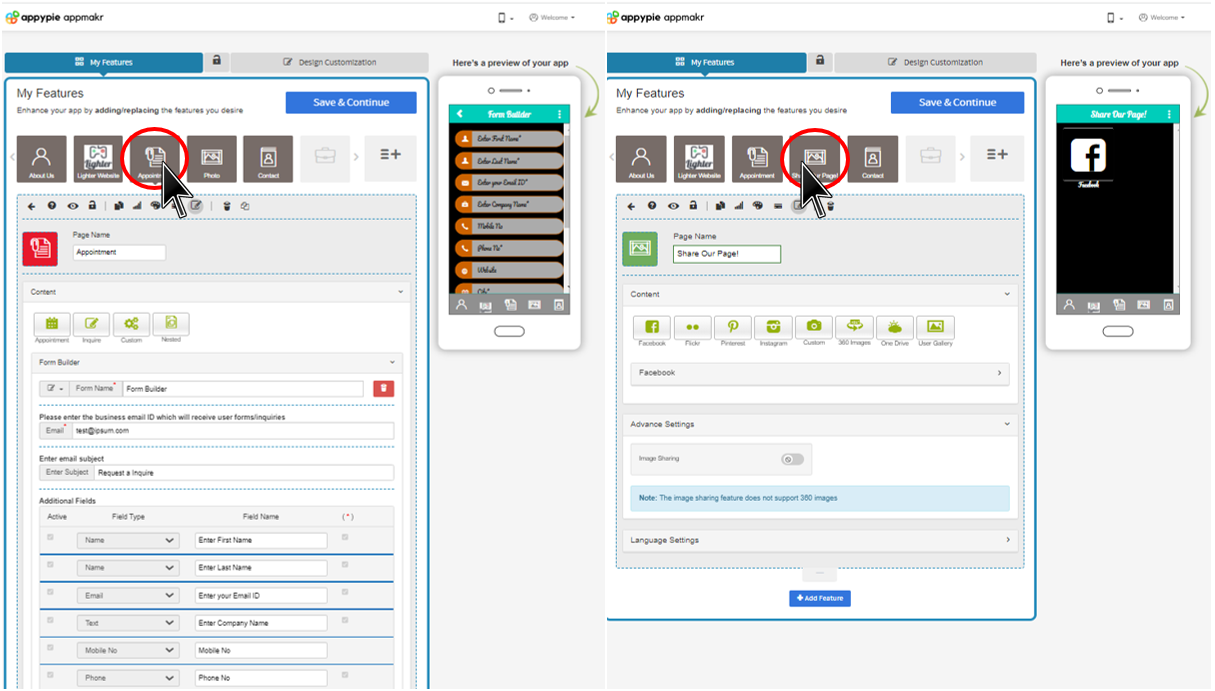 appypie appmakr
Welcome
My Features
Design Customization
Here's a preview of your app
My Features
Enhance your app by adding/replacing the features you desire
Save & Continue
About Us
Lighter
Lighter Website
Appointment
Photo
Contact
Page Name
Appointment
Content
Appointment
Inquire
Custom
Nested
Form Builder
Form Name*
Form Builder
Please enter the business email ID which will receive user forms/inquiries
Email*
test@ipsum.com
Enter email subject
Enter Subject
Request a Inquire
Additional Fields
Active Field Type Field Name (*)
Name Enter First Name
Name Enter Last Name
Email Enter your Email ID
Text Enter Company Name
Mobile No Mobile No
Phone Phone No
Form Builder
Enter First Name*
Enter Last Name*
Enter your Email ID*
Enter Company Name*
Mobile No
Phone No*
Website
City*
appypie appmakr
Welcome
My Features
Design Customization
Here's a preview of your app
My Features
Enhance your app by adding/replacing the features you desire
Save & Continue
About Us
Lighter
Lighter Website
Appointment
Share Our Page!
Contact
Page Name
Share Our Page!
Content
Facebook
Flickr
Pinterest
Instagram
Custom
360 Images
One Drive
User Gallery
Facebook
Advance Settings
Image Sharing
Note: The image sharing feature does not support 360 images
Language Settings
Add Feature
Share Our Page!
Facebook